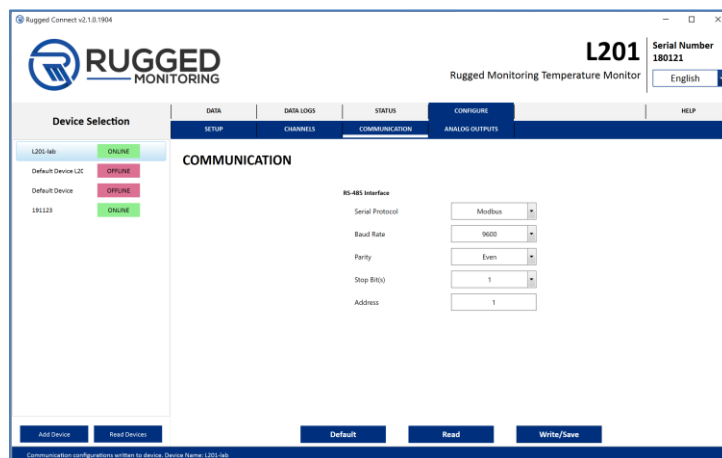 Rugged Connect v2.1.0.1904
RUGGED
MONITORING
L201
Rugged Monitoring Temperature Monitor
Serial Number
180121
English
Device Selection
DATA
DATA LOGS
STATUS
CONFIGURE
HELP
SETUP
CHANNELS
COMMUNICATION
ANALOG OUTPUTS
L201-lab ONLINE
Default Device L2C OFFLINE
Default Device OFFLINE
191123 ONLINE
COMMUNICATION
RS-485 Interface
Serial Protocol Modbus
Baud Rate 9600
Parity Even
Stop Bit(s) 1
Address 1
Add Device
Read Devices
Default
Read
Write/Save
Communication configurations written to device. Device Name: L201-lab